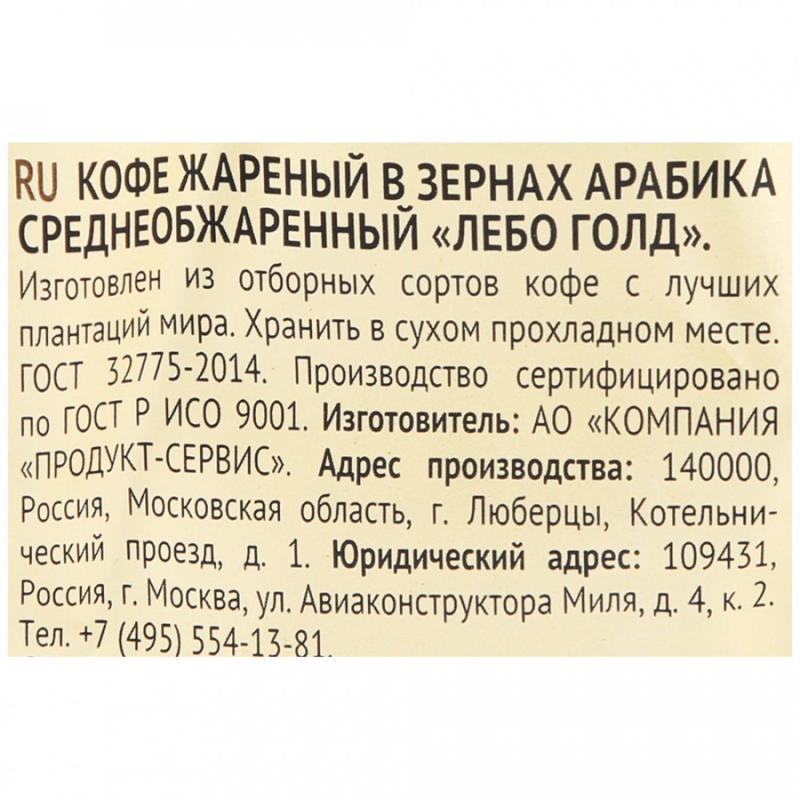 RU КОФЕ ЖАРЕНЫЙ В ЗЕРНАХ АРАБИКА
СРЕДНЕОБЖАРЕННЫЙ «ЛЕБО ГОЛД».
Изготовлен из отборных сортов кофе с лучших
плантаций мира. Хранить в сухом прохладном месте.
ГОСТ 32775-2014. Производство сертифицировано
по ГОСТ Р ИСО 9001. Изготовитель: АО «КОМПАНИЯ
«ПРОДУКТ-СЕРВИС». Адрес производства: 140000,
Россия, Московская область, г. Люберцы, Котельни-
ческий проезд, д. 1. Юридический адрес: 109431,
Россия, г. Москва, ул. Авиаконструктора Миля, д. 4, к. 2.
Тел. +7 (495) 554-13-81.